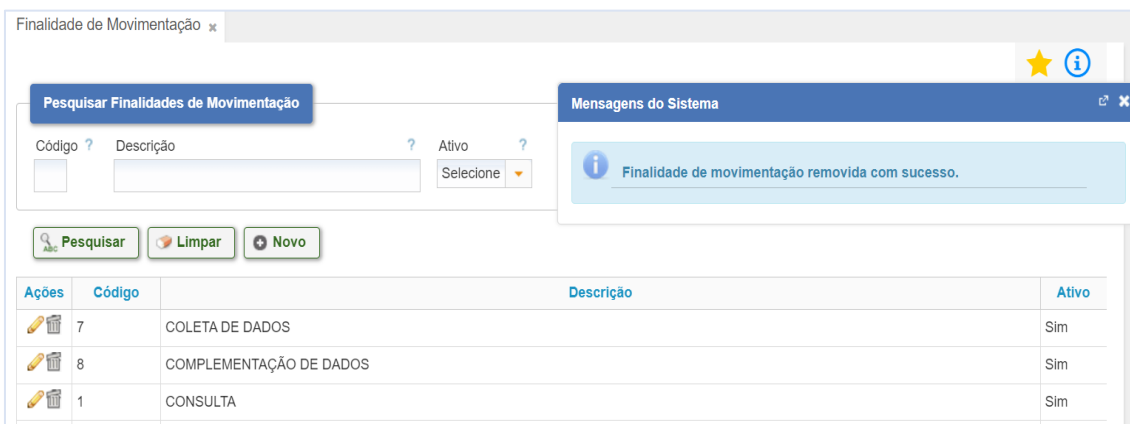 Finalidade de Movimentação
Pesquisar Finalidades de Movimentação
Mensagens do Sistema
Código ? Descrição ? Ativo ?
Selecione
Finalidade de movimentação removida com sucesso.
ABC Pesquisar Limpar Novo
Ações Código Descrição Ativo
7 COLETA DE DADOS Sim
8 COMPLEMENTAÇÃO DE DADOS Sim
1 CONSULTA Sim